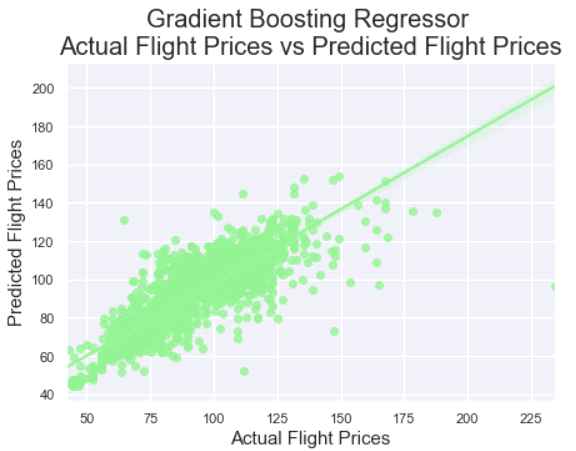 Gradient Boosting Regressor
Actual Flight Prices vs Predicted Flight Prices
200
180
160
140
120
100
80
60
40
Predicted Flight Prices
50 75 100 125 150 175 200 225
Actual Flight Prices